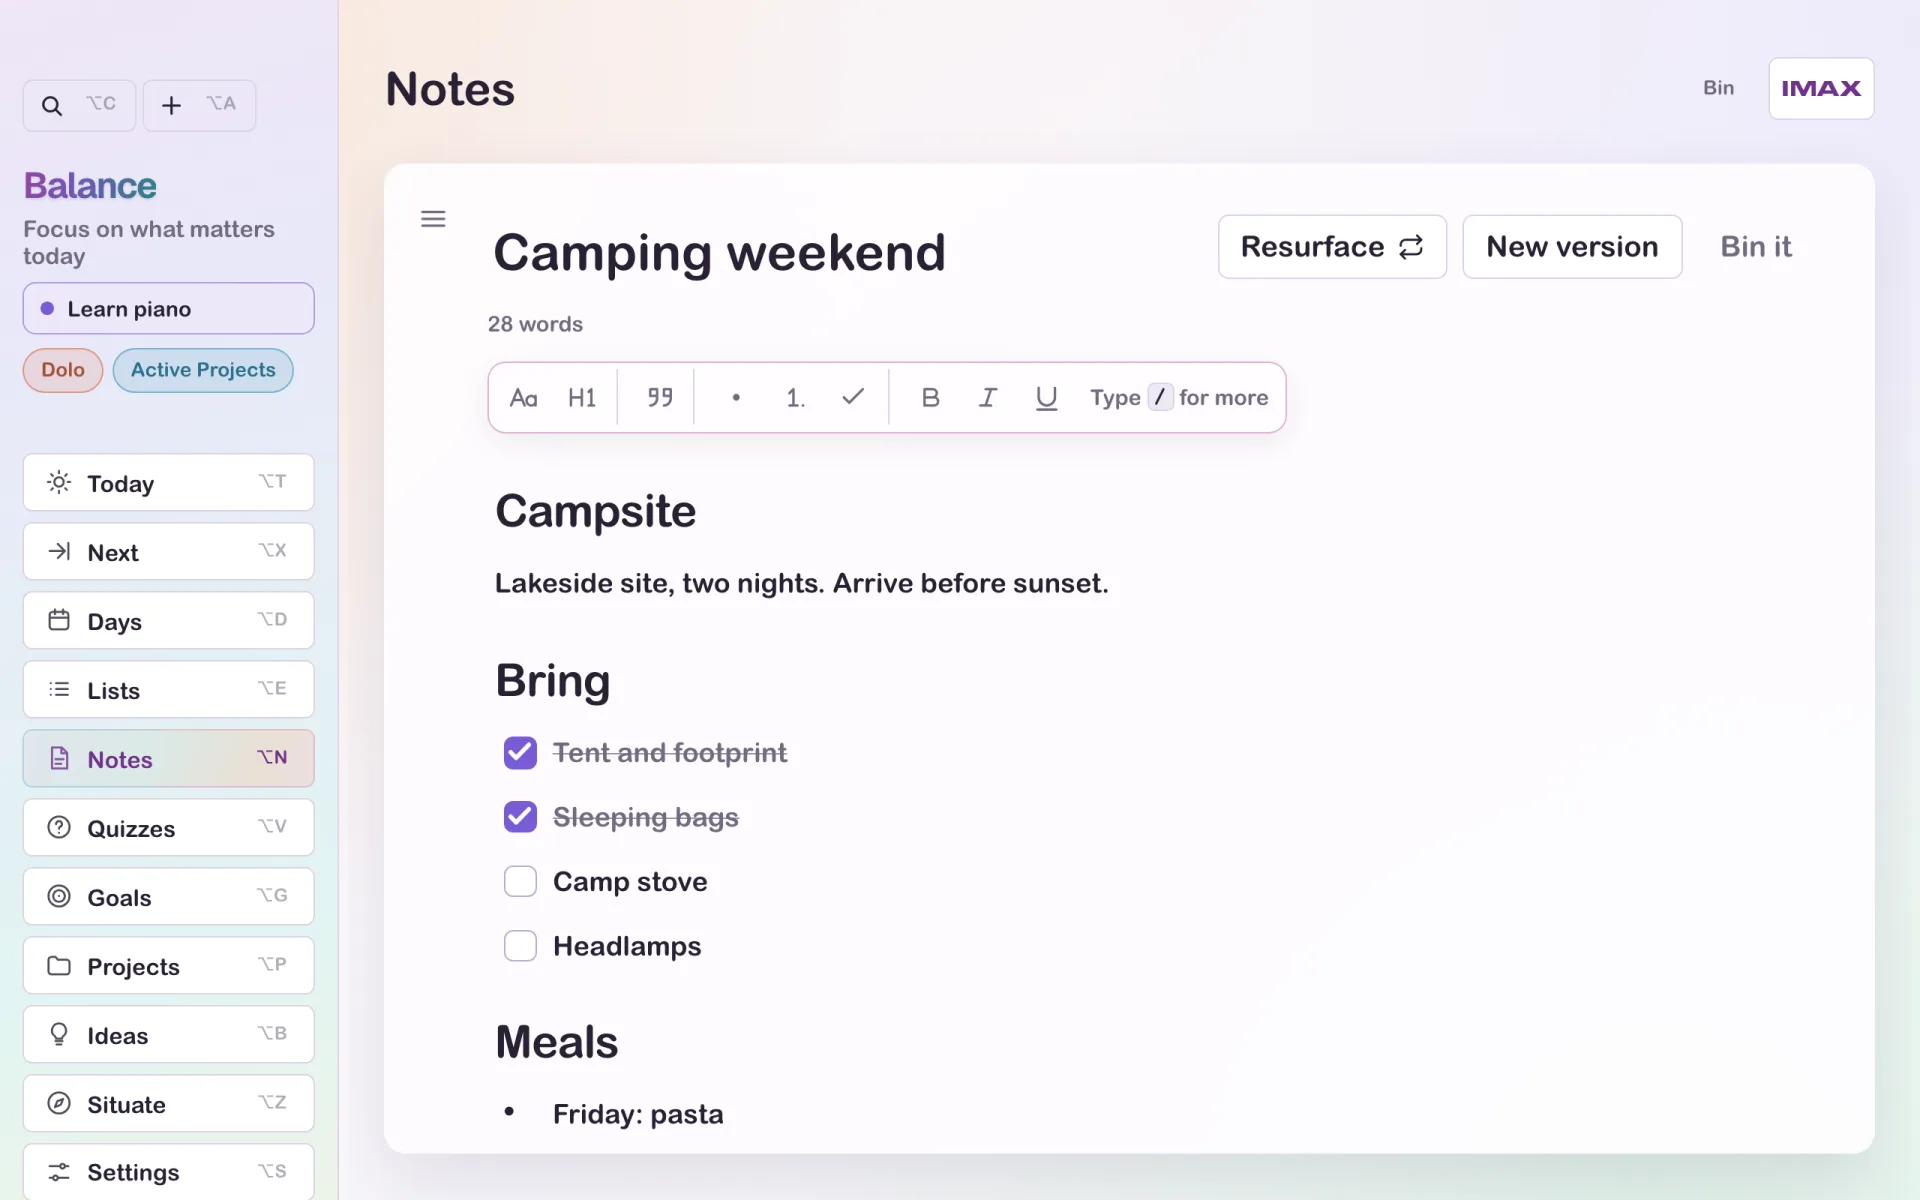 ⌥C
⌥A
Balance
Focus on what matters
today
Learn piano
Dolo
Active Projects
Today ⌥T
Next ⌥X
Days ⌥D
Lists ⌥E
Notes ⌥N
Quizzes ⌥V
Goals ⌥G
Projects ⌥P
Ideas ⌥B
Situate ⌥Z
Settings ⌥S
Notes
Bin
IMAX
Camping weekend
Resurface
New version
Bin it
28 words
Aa H1 99 • 1. B I U Type / for more
Campsite
Lakeside site, two nights. Arrive before sunset.
Bring
Tent and footprint
Sleeping bags
Camp stove
Headlamps
Meals
• Friday: pasta